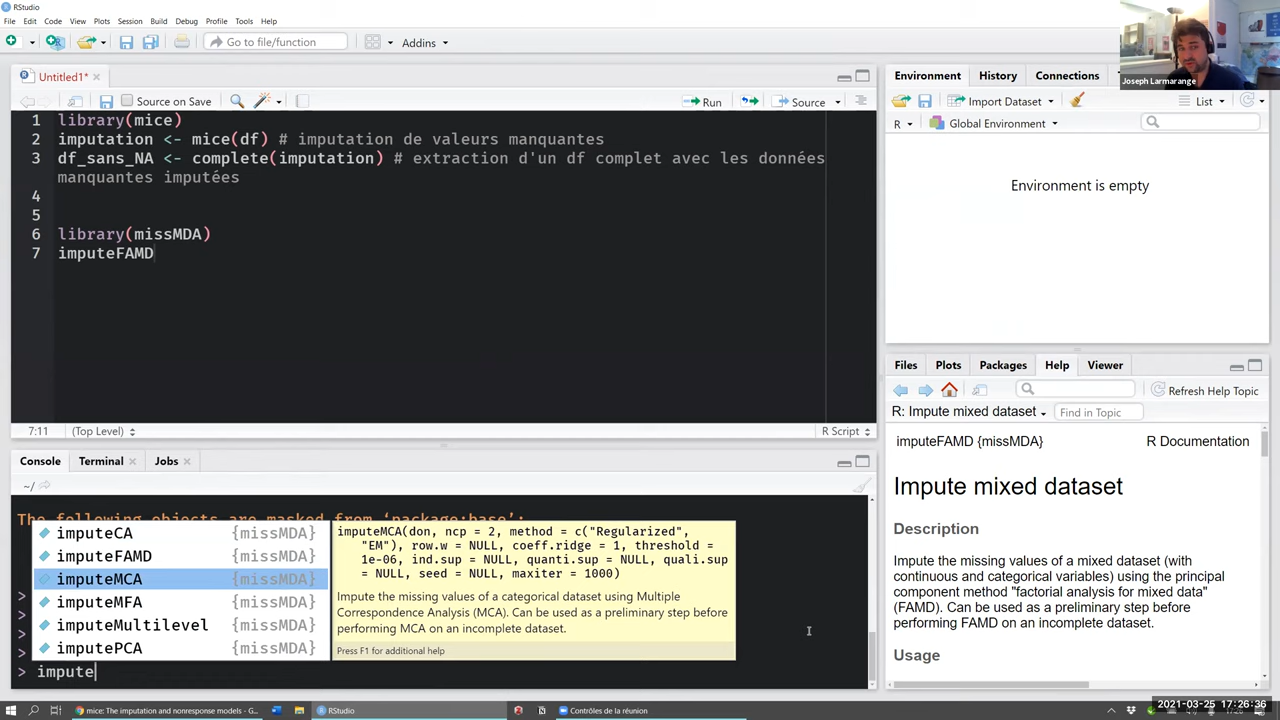 RStudio
File Edit Code View Plots Session Build Debug Profile Tools Help
Go to file/function
Addins
Joseph Larmarange
Untitled1*
Source on Save
Run
Source
1 library(mice)
2 imputation <- mice(df) # imputation de valeurs manquantes
3 df_sans_NA <- complete(imputation) # extraction d'un df complet avec les données
manquantes imputées
4
5
6 library(missMDA)
7 imputeFAMD
7:11 (Top Level) R Script
Environment History Connections
Import Dataset List
R Global Environment
Environment is empty
Files Plots Packages Help Viewer
Refresh Help Topic
R: Impute mixed dataset Find in Topic
imputeFAMD {missMDA} R Documentation
Impute mixed dataset
Description
Impute the missing values of a mixed dataset (with
continuous and categorical variables) using the principal
component method "factorial analysis for mixed data"
(FAMD). Can be used as a preliminary step before
performing FAMD on an incomplete dataset.
Usage
Console Terminal Jobs
~/
The following objects are masked from ‘package:base’:
imputeCA {missMDA}
imputeFAMD {missMDA}
imputeMCA {missMDA}
imputeMFA {missMDA}
imputeMultilevel {missMDA}
imputePCA {missMDA}
imputeMCA(don, ncp = 2, method = c("Regularized",
"EM"), row.w = NULL, coeff.ridge = 1, threshold =
1e-06, ind.sup = NULL, quanti.sup = NULL, quali.sup
= NULL, seed = NULL, maxiter = 1000)
Impute the missing values of a categorical dataset using Multiple
Correspondence Analysis (MCA). Can be used as a preliminary step before
performing MCA on an incomplete dataset.
Press F1 for additional help
>
>
>
>
> impute
mice: The imputation and nonresponse models - G...
RStudio
Contrôles de la réunion
2021-03-25 17:26:36